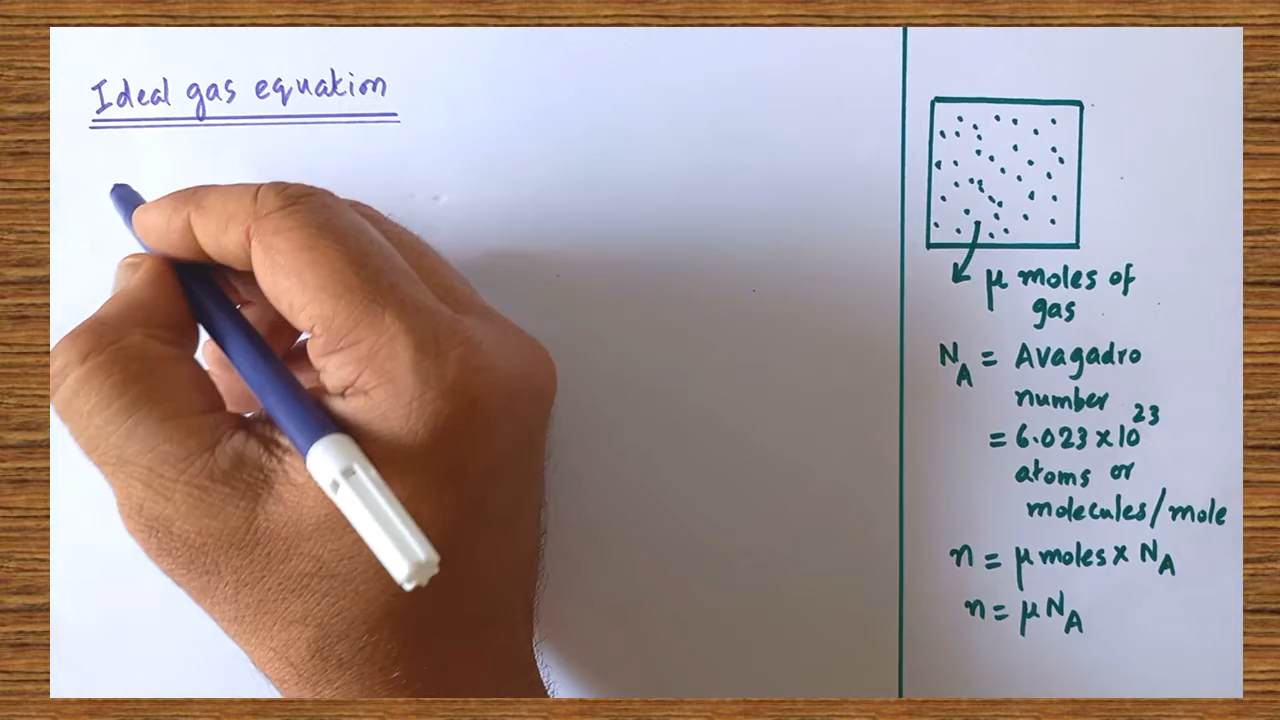 Ideal gas equation
μ moles of
gas
N_A = Avagadro
number
= 6.023 × 10^23
atoms or
molecules/mole
n = μ moles × N_A
n = μ N_A